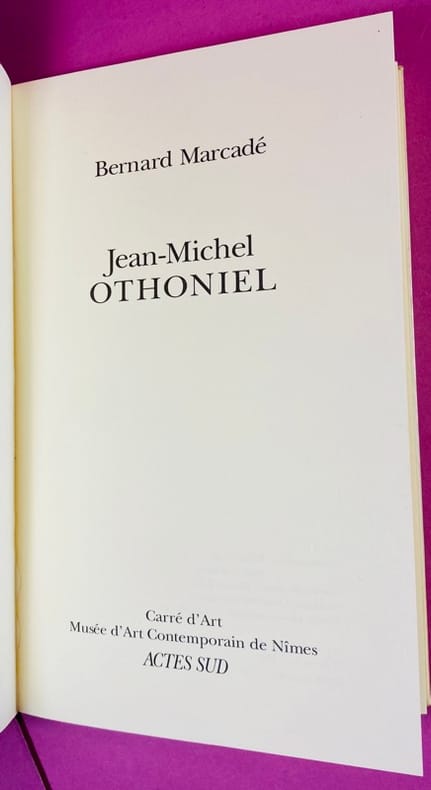 Bernard Marcadé
Jean-Michel
OTHONIEL
Carré d'Art
Musée d'Art Contemporain de Nîmes
ACTES SUD